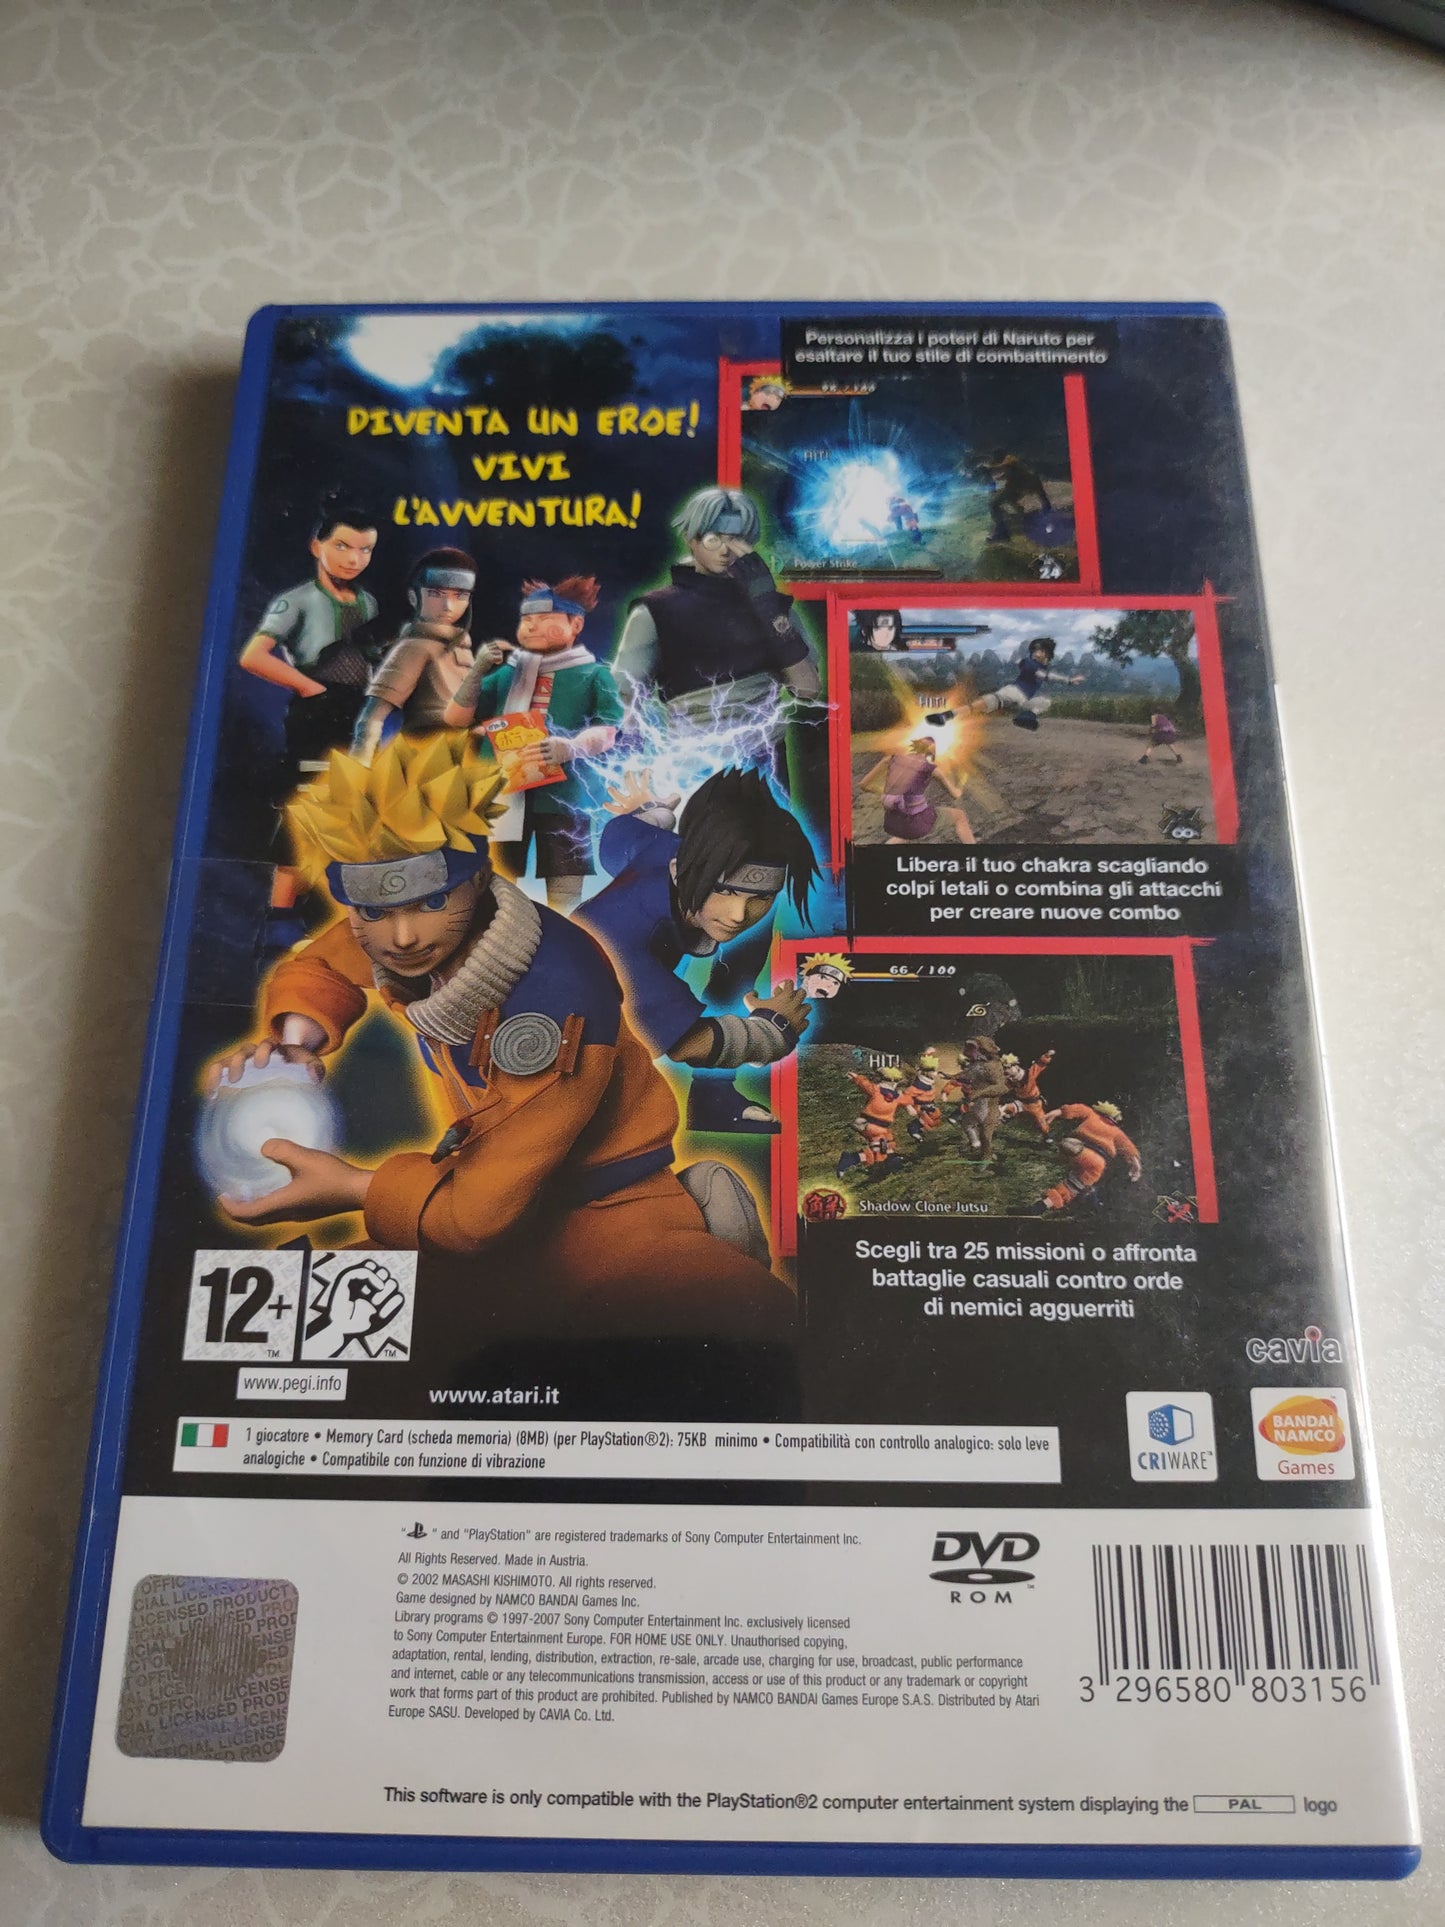 Personalizza i poteri di Naruto per
esaltare il tuo stile di combattimento
DIVENTA UN EROE!
VIVI
L'AVVENTURA!
HIT!
Power Strike
24
HIT!
Libera il tuo chakra scagliando
colpi letali o combina gli attacchi
per creare nuove combo
66 / 100
3 HIT!
Shadow Clone Jutsu
Scegli tra 25 missioni o affronta
battaglie casuali contro orde
di nemici agguerriti
12+
TM
TM
www.pegi.info
www.atari.it
cavia
1 giocatore • Memory Card (scheda memoria) (8MB) (per PlayStation®2): 75KB minimo • Compatibilità con controllo analogico: solo leve
analogiche • Compatibile con funzione di vibrazione
CRIWARE™
BANDAI
NAMCO
Games
" " and "PlayStation" are registered trademarks of Sony Computer Entertainment Inc.
All Rights Reserved. Made in Austria.
© 2002 MASASHI KISHIMOTO. All rights reserved.
Game designed by NAMCO BANDAI Games Inc.
Library programs © 1997-2007 Sony Computer Entertainment Inc. exclusively licensed
to Sony Computer Entertainment Europe. FOR HOME USE ONLY. Unauthorised copying,
adaptation, rental, lending, distribution, extraction, re-sale, arcade use, charging for use, broadcast, public performance
and internet, cable or any telecommunications transmission, access or use of this product or any trademark or copyright
work that forms part of this product are prohibited. Published by NAMCO BANDAI Games Europe S.A.S. Distributed by Atari
Europe SASU. Developed by CAVIA Co. Ltd.
DVD
ROM
3 296580 803156
OFFICIAL LICENSED PRODUCT
This software is only compatible with the PlayStation®2 computer entertainment system displaying the PAL logo